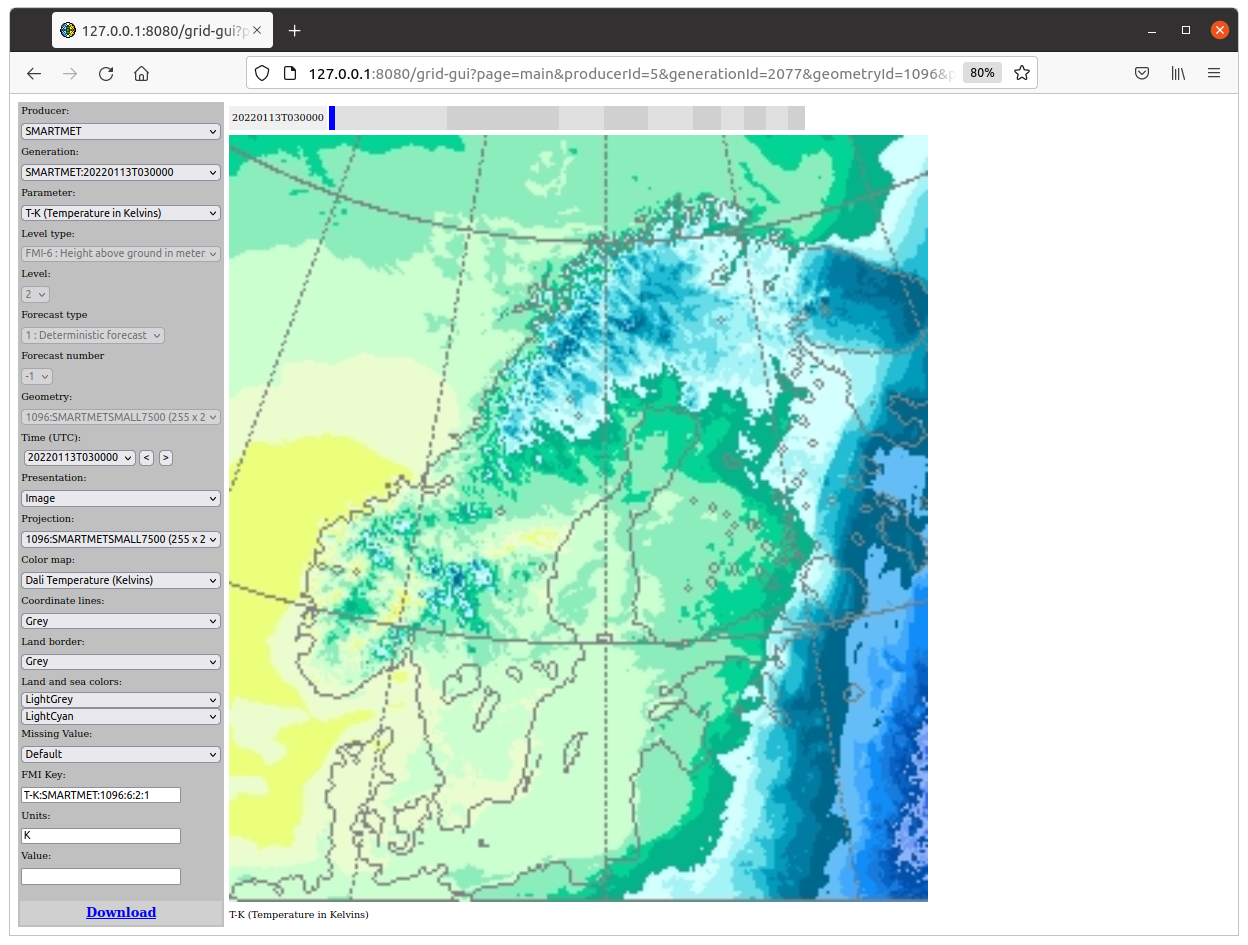 127.0.0.1:8080/grid-gui?p
127.0.0.1:8080/grid-gui?page=main&producerId=5&generationId=2077&geometryId=1096&p
80%
Producer:
SMARTMET
Generation:
SMARTMET:20220113T030000
Parameter:
T-K (Temperature in Kelvins)
Level type:
FMI-6 : Height above ground in meter
Level:
2
Forecast type
1 : Deterministic forecast
Forecast number
-1
Geometry:
1096:SMARTMETSMALL7500 (255 x 2
Time (UTC):
20220113T030000 < >
Presentation:
Image
Projection:
1096:SMARTMETSMALL7500 (255 x 2
Color map:
Dali Temperature (Kelvins)
Coordinate lines:
Grey
Land border:
Grey
Land and sea colors:
LightGrey
LightCyan
Missing Value:
Default
FMI Key:
T-K:SMARTMET:1096:6:2:1
Units:
K
Value:
Download
20220113T030000
T-K (Temperature in Kelvins)